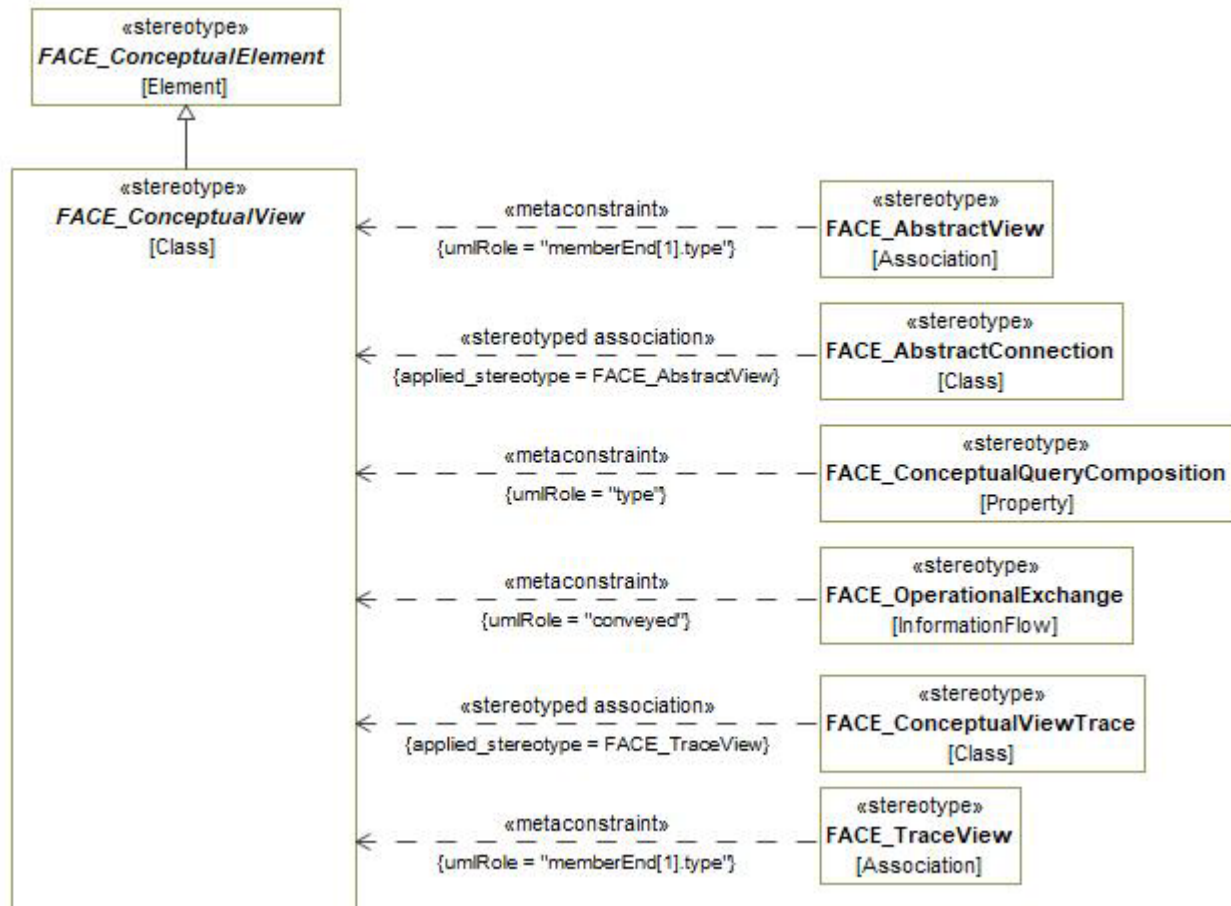 «stereotype»
FACE_ConceptualElement
[Element]
«stereotype»
FACE_ConceptualView
[Class]
«metaconstraint»
{umlRole = "memberEnd[1].type"}
«stereotype»
FACE_AbstractView
[Association]
«stereotyped association»
{applied_stereotype = FACE_AbstractView}
«stereotype»
FACE_AbstractConnection
[Class]
«metaconstraint»
{umlRole = "type"}
«stereotype»
FACE_ConceptualQueryComposition
[Property]
«metaconstraint»
{umlRole = "conveyed"}
«stereotype»
FACE_OperationalExchange
[InformationFlow]
«stereotyped association»
{applied_stereotype = FACE_TraceView}
«stereotype»
FACE_ConceptualViewTrace
[Class]
«metaconstraint»
{umlRole = "memberEnd[1].type"}
«stereotype»
FACE_TraceView
[Association]